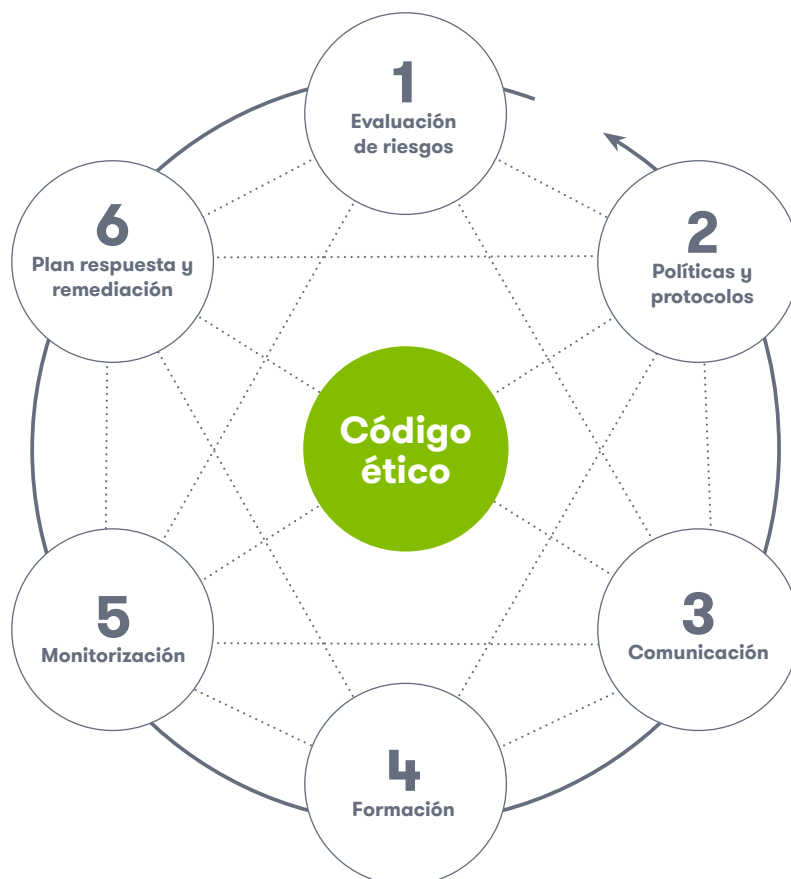 1
Evaluación
de riesgos
2
Políticas y
protocolos
3
Comunicación
4
Formación
5
Monitorización
6
Plan respuesta y
remediación
Código
ético